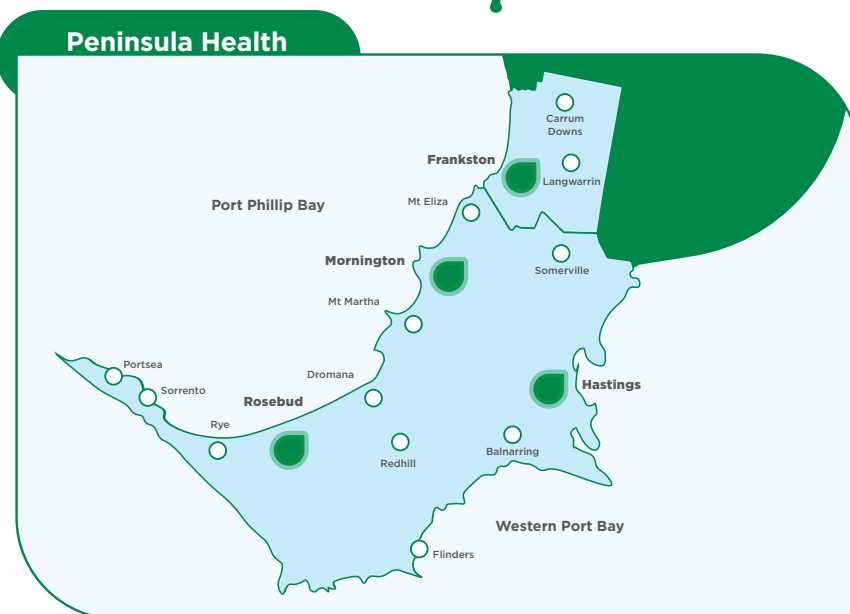 Peninsula Health
Carrum
Downs
Frankston
Langwarrin
Mt Eliza
Port Phillip Bay
Mornington
Somerville
Mt Martha
Portsea
Dromana
Hastings
Sorrento
Rosebud
Rye
Balnarring
Redhill
Western Port Bay
Flinders